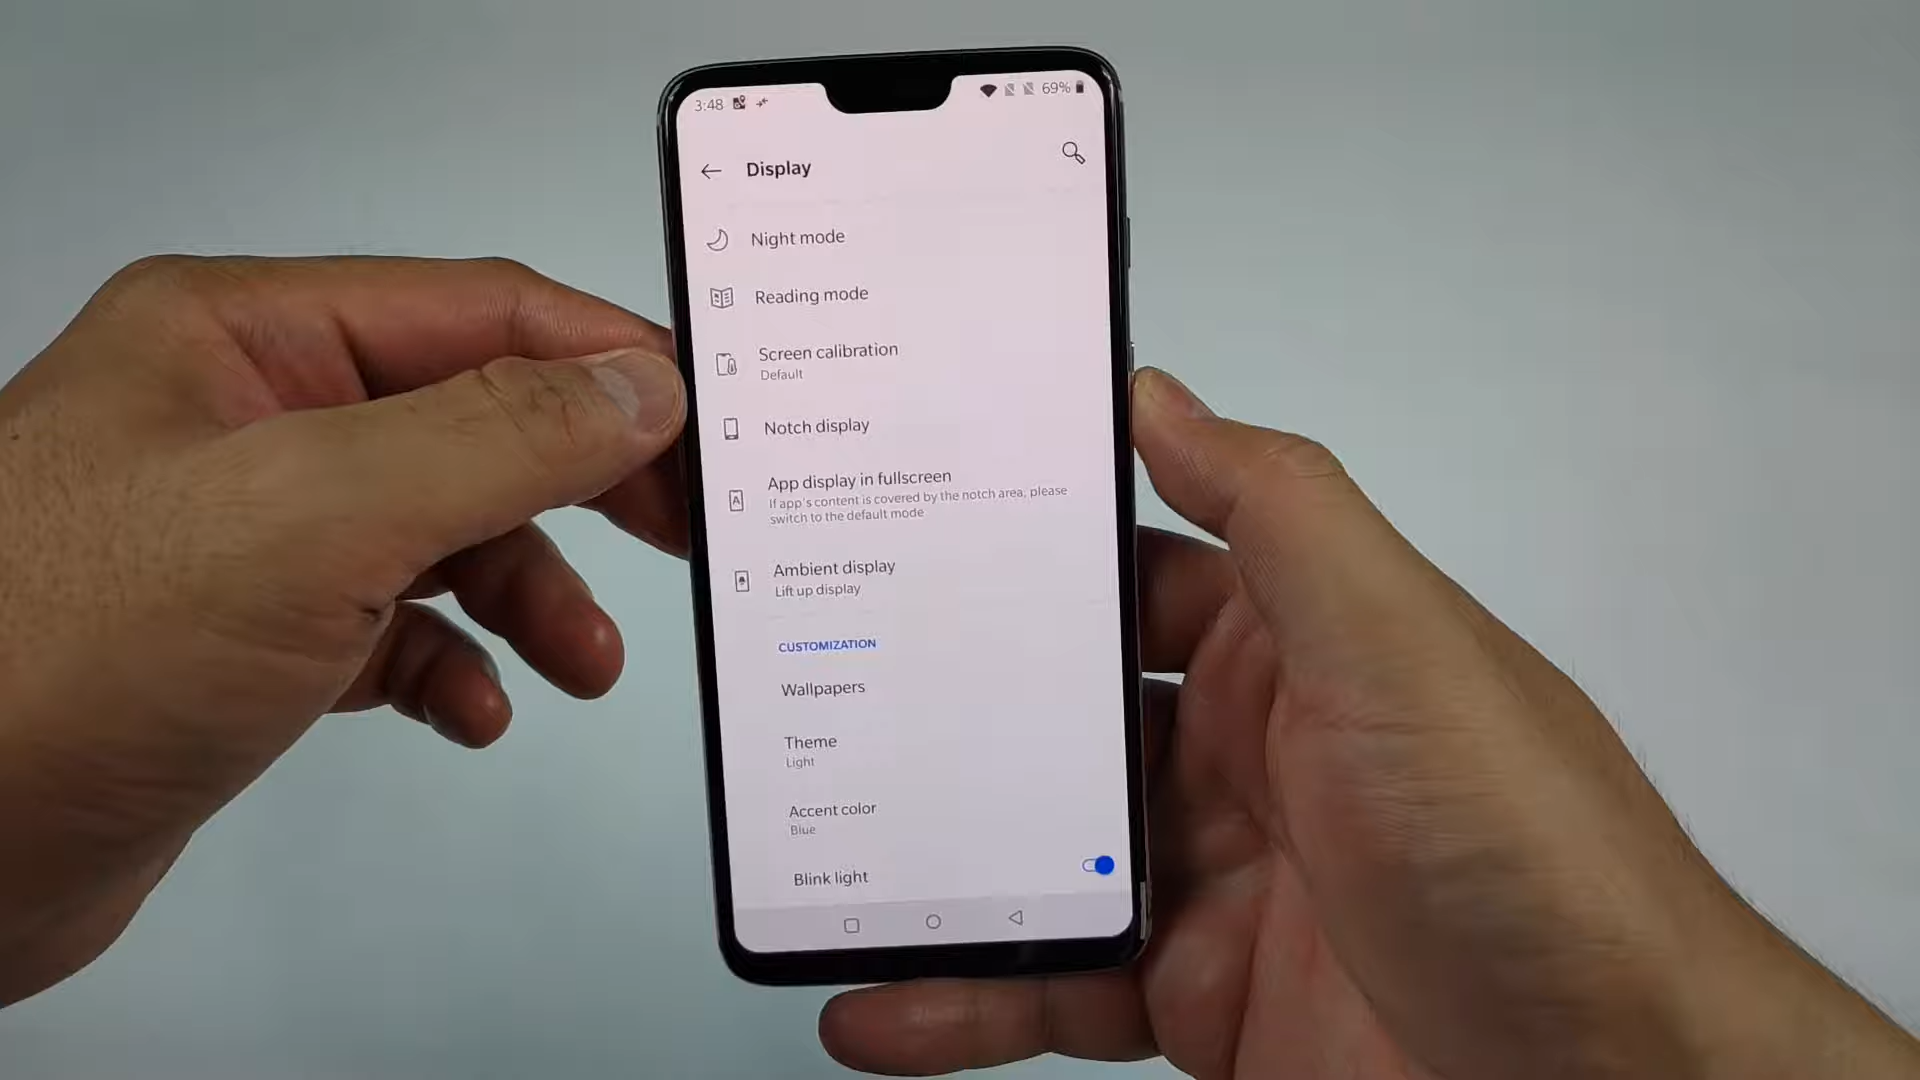 3:48
69%
Display
Night mode
Reading mode
Screen calibration
Default
Notch display
App display in fullscreen
If app's content is covered by the notch area, please
switch to the default mode
Ambient display
Lift up display
CUSTOMIZATION
Wallpapers
Theme
Light
Accent color
Blue
Blink light